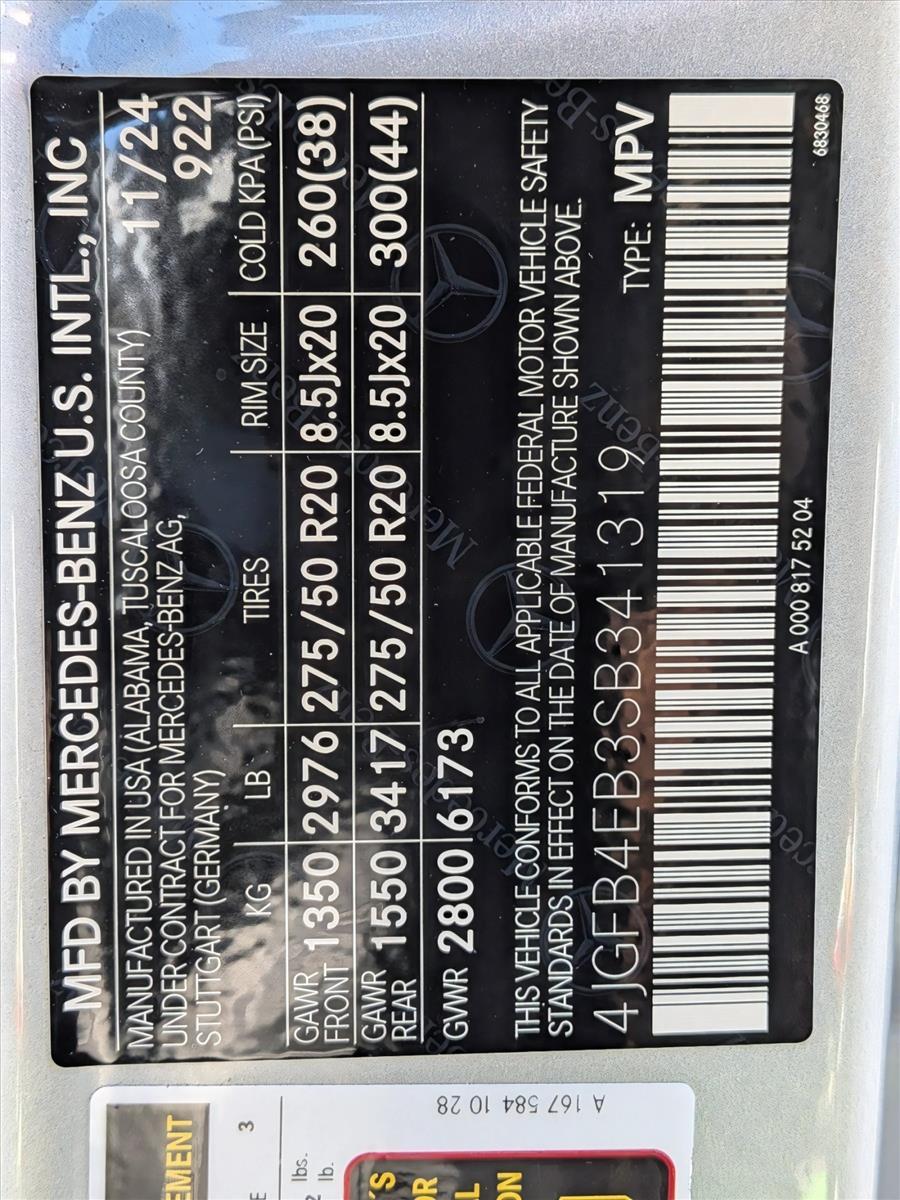 MFD BY MERCEDES-BENZ U.S. INTL., INC
MANUFACTURED IN USA (ALABAMA, TUSCALOOSA COUNTY) 11/24
UNDER CONTRACT FOR MERCEDES-BENZ AG, 922
STUTTGART (GERMANY)
KG LB TIRES RIM SIZE COLD KPA(PSI)
GAWR FRONT 1350 2976 275/50 R20 8.5Jx20 260(38)
GAWR REAR 1550 3417 275/50 R20 8.5Jx20 300(44)
GVWR 2800 6173
THIS VEHICLE CONFORMS TO ALL APPLICABLE FEDERAL MOTOR VEHICLE SAFETY
STANDARDS IN EFFECT ON THE DATE OF MANUFACTURE SHOWN ABOVE.
4JGFB4EB3SB341319 TYPE: MPV
A 000 817 52 04
6830468
A 167 584 10 28
EMENT
3
lbs.
lb.